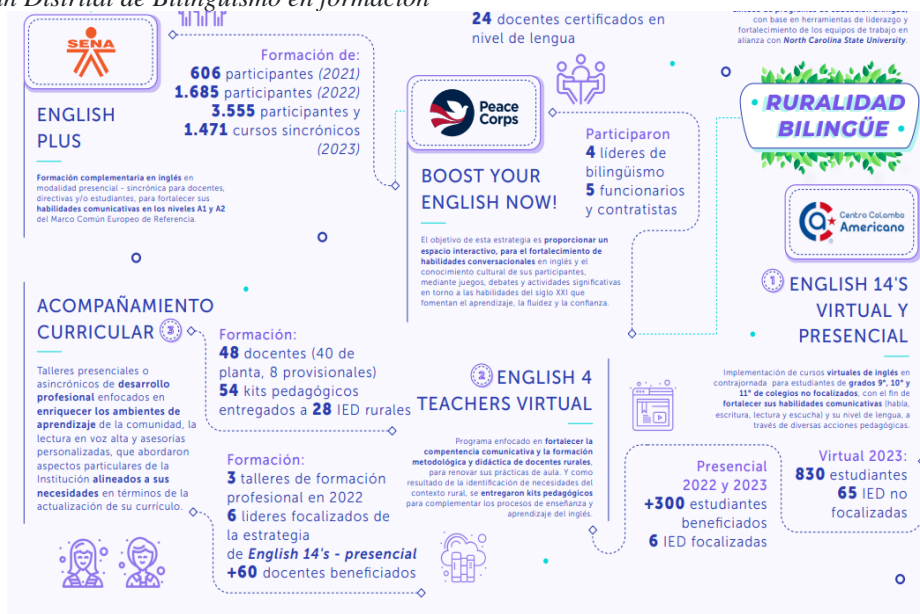 n Distrital de Bilingüismo en formación
24 docentes certificados en
nivel de lengua
con base en herramientas de liderazgo y
fortalecimiento de los equipos de trabajo en
alianza con North Carolina State University.
SENA
ENGLISH
PLUS
Formación complementaria en inglés en
modalidad presencial - sincrónica para docentes,
directivas y/o estudiantes, para fortalecer sus
habilidades comunicativas en los niveles A1 y A2
del Marco Común Europeo de Referencia.
Formación de:
606 participantes (2021)
1.685 participantes (2022)
3.555 participantes y
1.471 cursos sincrónicos
(2023)
Peace
Corps
BOOST YOUR
ENGLISH NOW!
El objetivo de esta estrategia es proporcionar un
espacio interactivo, para el fortalecimiento de
habilidades conversacionales en inglés y el
conocimiento cultural de sus participantes,
mediante juegos, debates y actividades significativas
en torno a las habilidades del siglo XXI que
fomentan el aprendizaje, la fluidez y la confianza.
Participaron
4 líderes de
bilingüismo
5 funcionarios
y contratistas
RURALIDAD
BILINGÜE
Centro Colombo
Americano
1 ENGLISH 14'S
VIRTUAL Y
PRESENCIAL
Implementación de cursos virtuales de inglés en
contrajornada para estudiantes de grados 9°, 10° y
11° de colegios no focalizados, con el fin de
fortalecer sus habilidades comunicativas (habla,
escritura, lectura y escucha) y su nivel de lengua, a
través de diversas acciones pedagógicas.
Virtual 2023:
830 estudiantes
65 IED no
focalizadas
Presencial
2022 y 2023
+300 estudiantes
beneficiados
6 IED focalizadas
2 ENGLISH 4
TEACHERS VIRTUAL
Programa enfocado en fortalecer la
compentencia comunicativa y la formación
metodológica y didáctica de docentes rurales,
para renovar sus prácticas de aula. Y como
resultado de la identificación de necesidades del
contexto rural, se entregaron kits pedagógicos
para complementar los procesos de enseñanza y
aprendizaje del inglés.
Formación:
48 docentes (40 de
planta, 8 provisionales)
54 kits pedagógicos
entregados a 28 IED rurales
ACOMPAÑAMIENTO
CURRICULAR 3
Talleres presenciales o
asincrónicos de desarrollo
profesional enfocados en
enriquecer los ambientes de
aprendizaje de la comunidad, la
lectura en voz alta y asesorías
personalizadas, que abordaron
aspectos particulares de la
Institución alineados a sus
necesidades en términos de la
actualización de su currículo.
Formación:
3 talleres de formación
profesional en 2022
6 lideres focalizados de
la estrategia
de English 14's - presencial
+60 docentes beneficiados